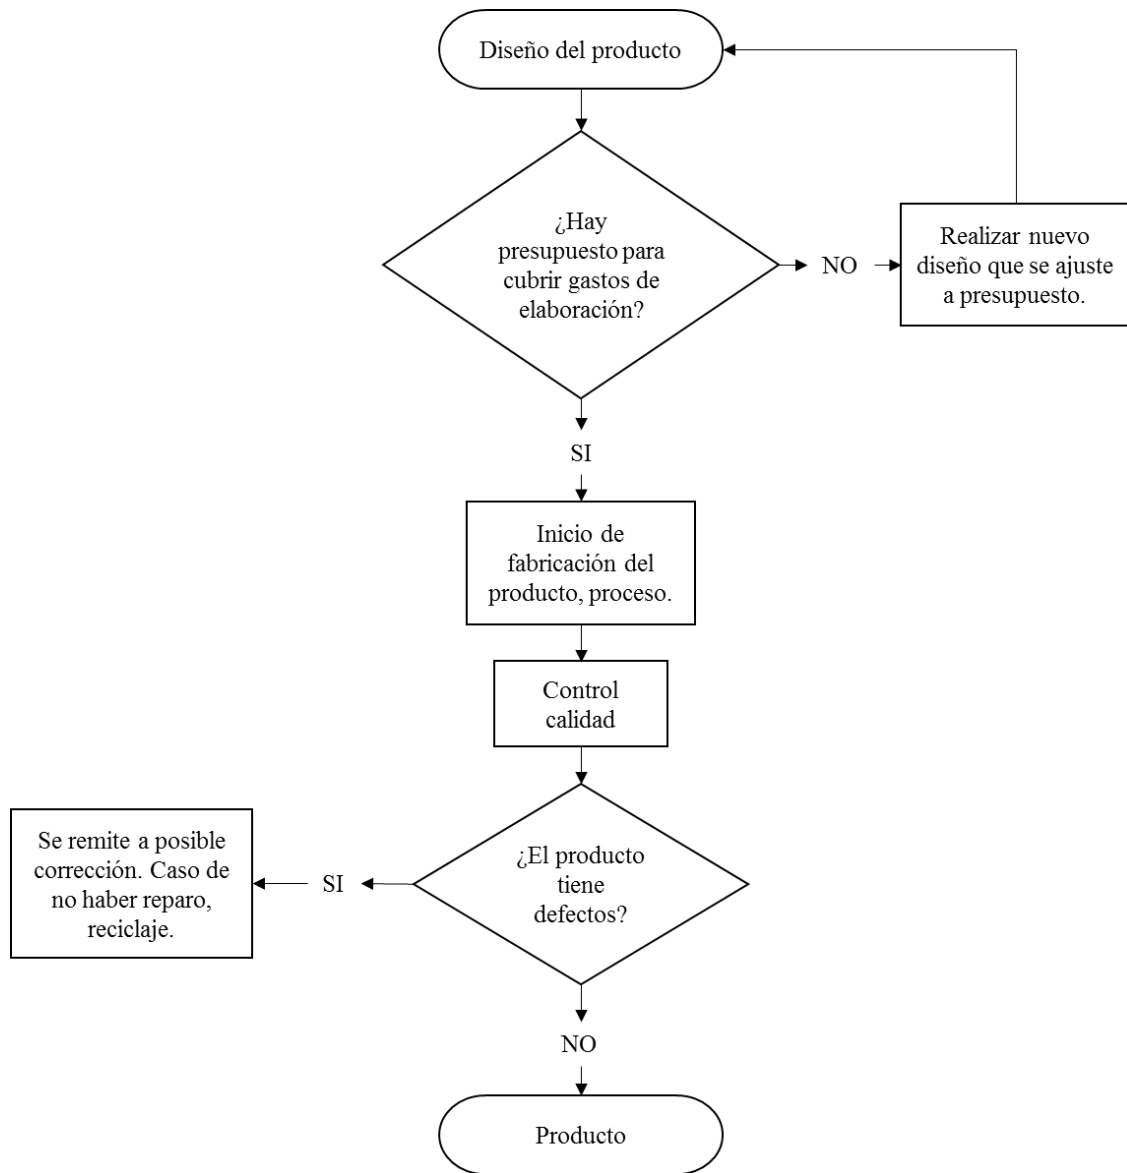 Diseño del producto
¿Hay
presupuesto para
cubrir gastos de
elaboración?
NO
Realizar nuevo
diseño que se ajuste
a presupuesto.
SI
Inicio de
fabricación del
producto, proceso.
Control
calidad
¿El producto
tiene
defectos?
SI
Se remite a posible
corrección. Caso de
no haber reparo,
reciclaje.
NO
Producto